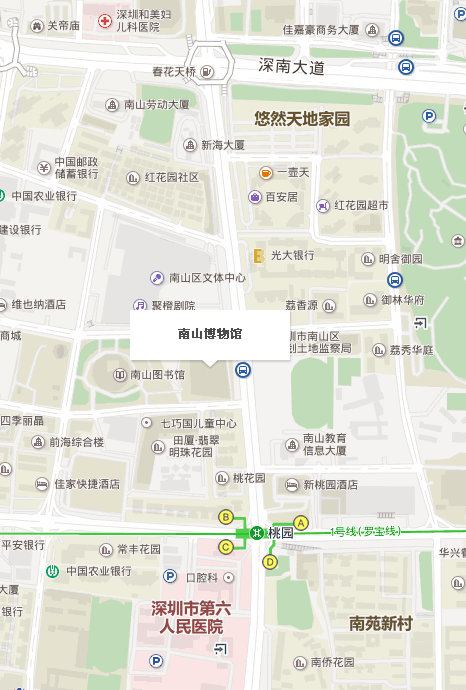 关帝庙
深圳和美妇
儿科医院
佳嘉豪商务大厦
春花天桥
深南大道
P
南山劳动大厦
悠然天地家园
新海大厦
中国邮政
储蓄银行
红花园社区
一壶天
中国农业银行
百安居
红花园超市
建设银行
光大银行
明舍御园
南山区文体中心
维也纳酒店
聚橙剧院
荔香源
御林华府
商城
南山博物馆
圳市南山区
划土地监察局
荔秀华庭
南山图书馆
四季丽晶
七巧国儿童中心
前海综合楼
田厦·翡翠
明珠花园
南山教育
信息大厦
佳家快捷酒店
桃花园
新桃园酒店
B
A
桃园
1号线(罗宝线)
平安银行
常丰花园
C
D
华兴
中国农业银行
P
口腔科
大厦
银行
深圳市第六
人民医院
南苑新村
P
南侨花园